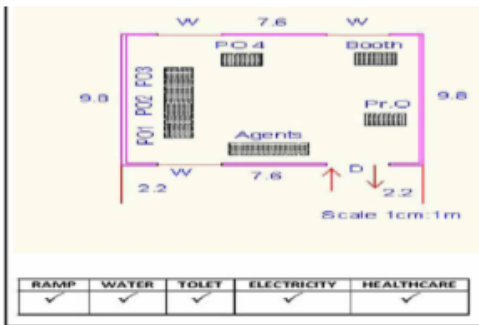 W 7.6 W
PO4 Booth
9.8 PO1 PO2 PO3 9.8
Pr.O
Agents
W 7.6 D
2.2 2.2
Scale 1cm:1m
RAMP WATER TOLET ELECTRICITY HEALTHCARE
✓ ✓ ✓ ✓ ✓